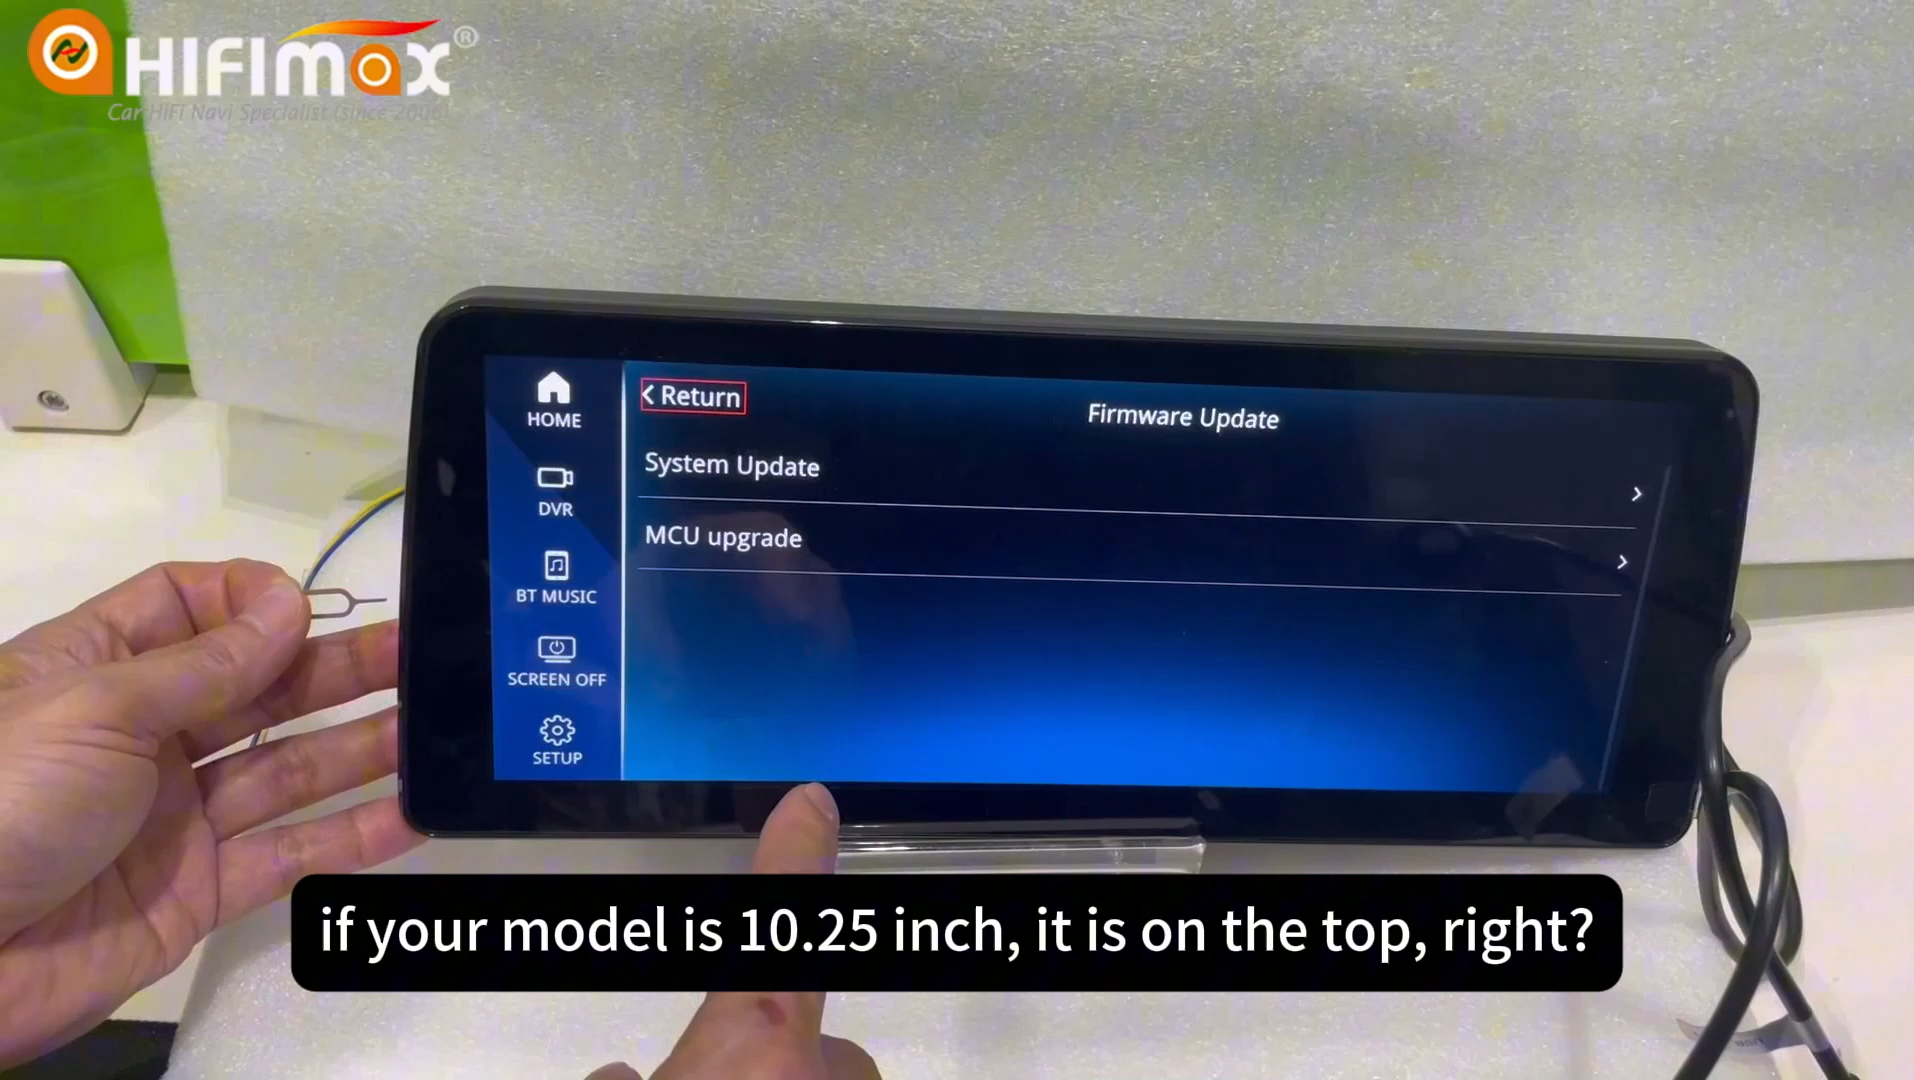 HIFIMAX®
Car HiFi Navi Specialist (since 2006)
HOME
DVR
BT MUSIC
SCREEN OFF
SETUP
Return
Firmware Update
System Update
MCU upgrade
if your model is 10.25 inch, it is on the top, right?